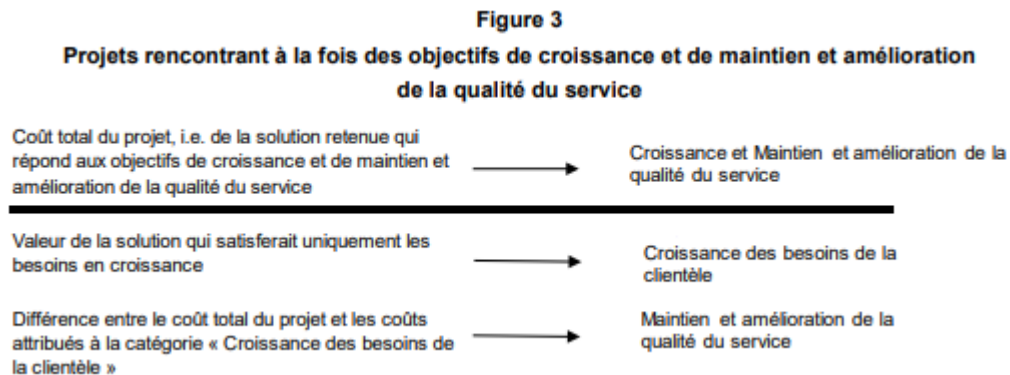 Figure 3
Projets rencontrant à la fois des objectifs de croissance et de maintien et amélioration
de la qualité du service
Coût total du projet, i.e. de la solution retenue qui
répond aux objectifs de croissance et de maintien et
amélioration de la qualité du service
Croissance et Maintien et amélioration de la
qualité du service
Valeur de la solution qui satisferait uniquement les
besoins en croissance
Croissance des besoins de la
clientèle
Différence entre le coût total du projet et les coûts
attribués à la catégorie « Croissance des besoins de
la clientèle »
Maintien et amélioration de la
qualité du service